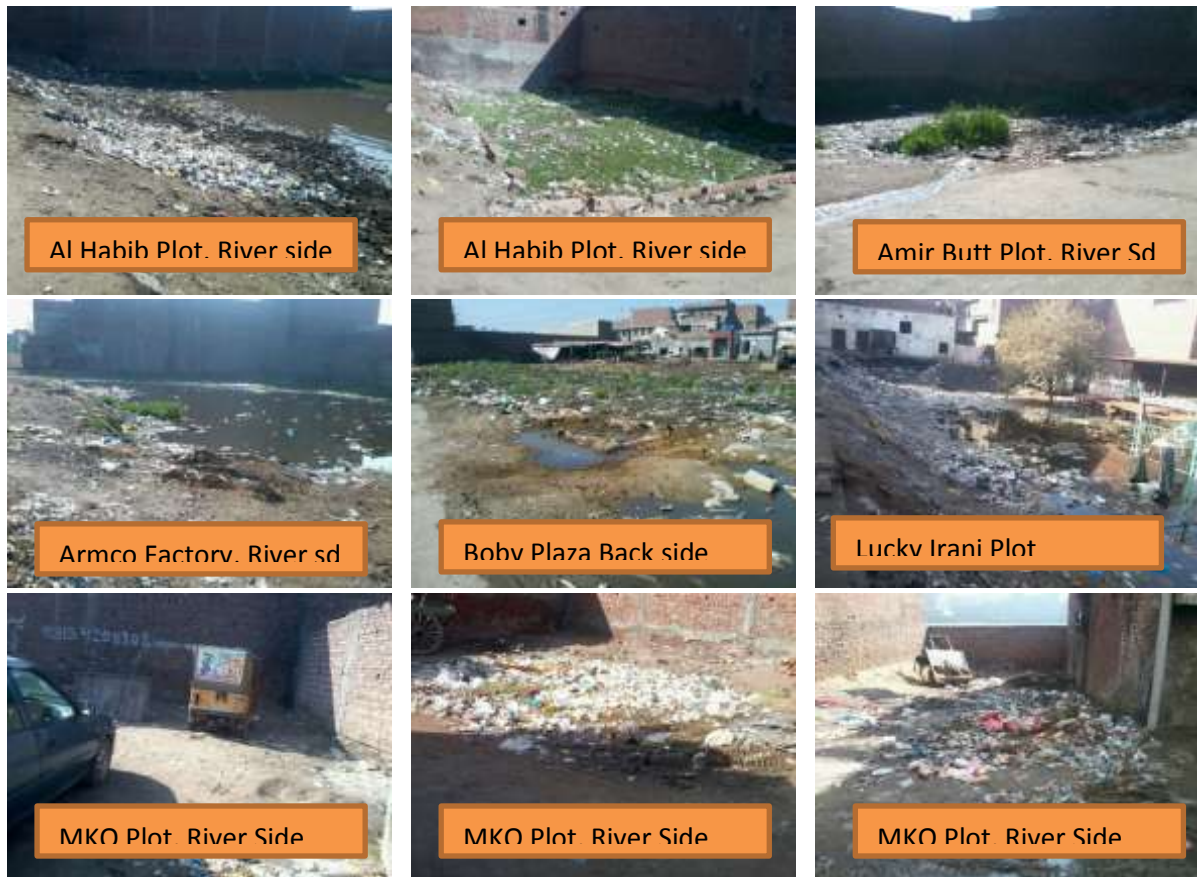 Al Habib Plot, River side
Al Habib Plot, River side
Amir Butt Plot, River Sd
Armco Factory, River sd
Boby Plaza Back side
Lucky Irani Plot
MKO Plot, River Side
MKO Plot, River Side
MKO Plot, River Side